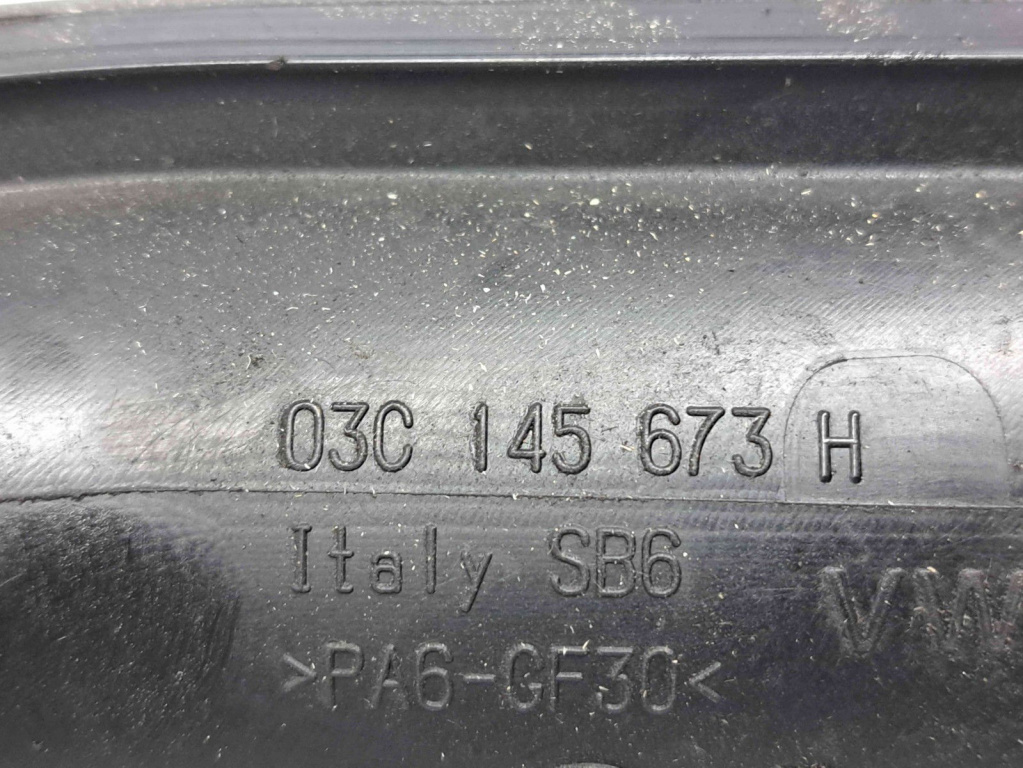 03C 145 673 H
Italy SB6
VW
>PA6-GF30<